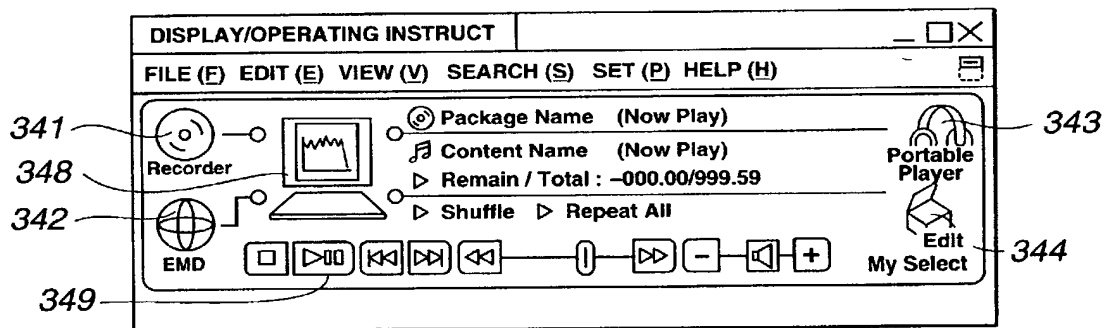 DISPLAY/OPERATING INSTRUCT
FILE (F) EDIT (E) VIEW (V) SEARCH (S) SET (P) HELP (H)
341
Recorder
348
342
EMD
349
Package Name (Now Play)
Content Name (Now Play)
Remain / Total : –000.00/999.59
Shuffle Repeat All
343
Portable
Player
Edit
344
My Select